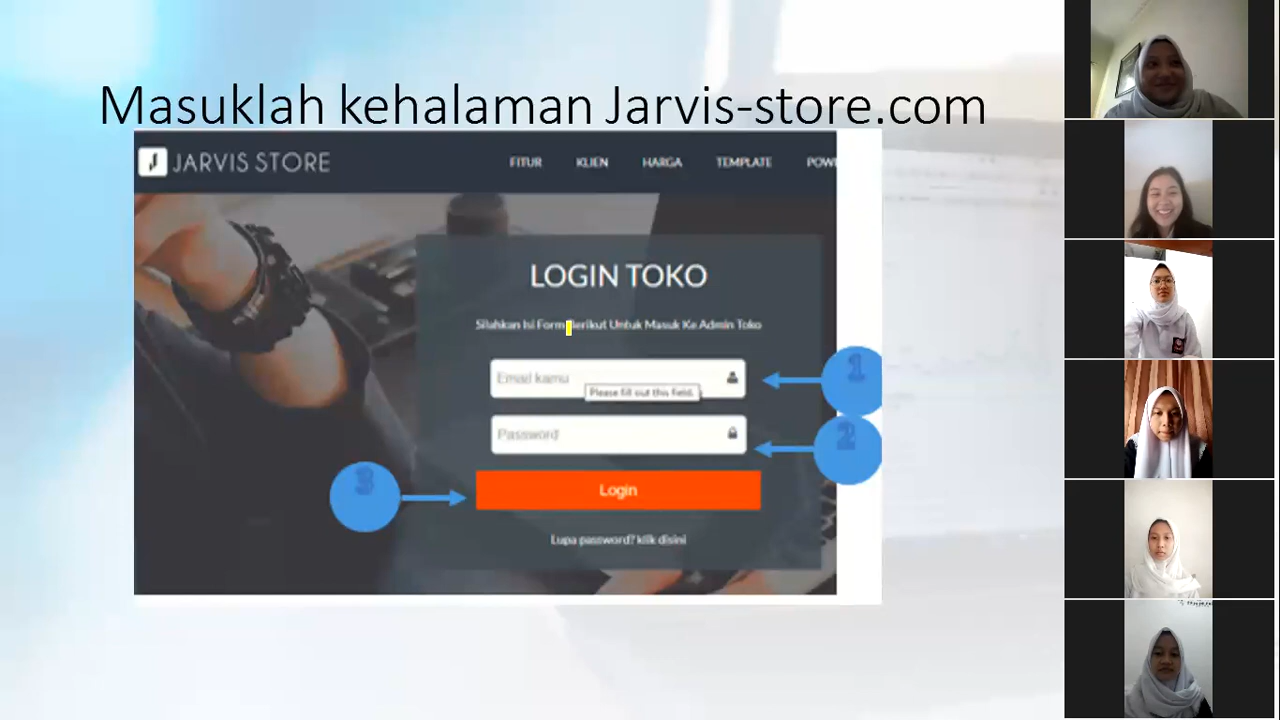 Masuklah kehalaman Jarvis-store.com
JARVIS STORE
FITUR KLIEN HARGA TEMPLATE POW
LOGIN TOKO
Silahkan Isi Form Berikut Untuk Masuk Ke Admin Toko
Email kamu
Please fill out this field.
1
Password
2
3
Login
Lupa password? klik disini